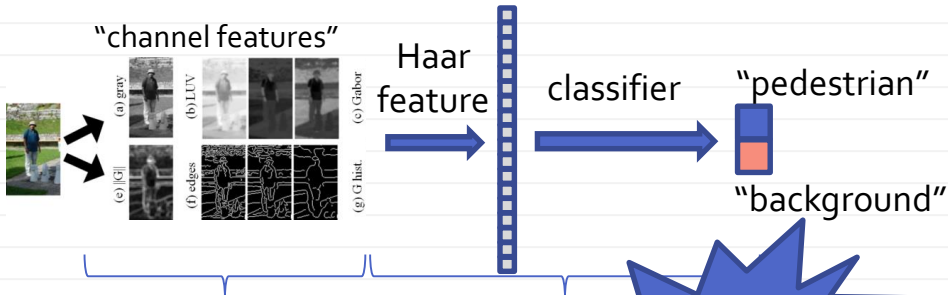 "channel features"
(a) gray
(b) LUV
(c) Gabor
(e) ||G||
(f) edges
(g) G hist.
Haar
feature
classifier
"pedestrian"
"background"